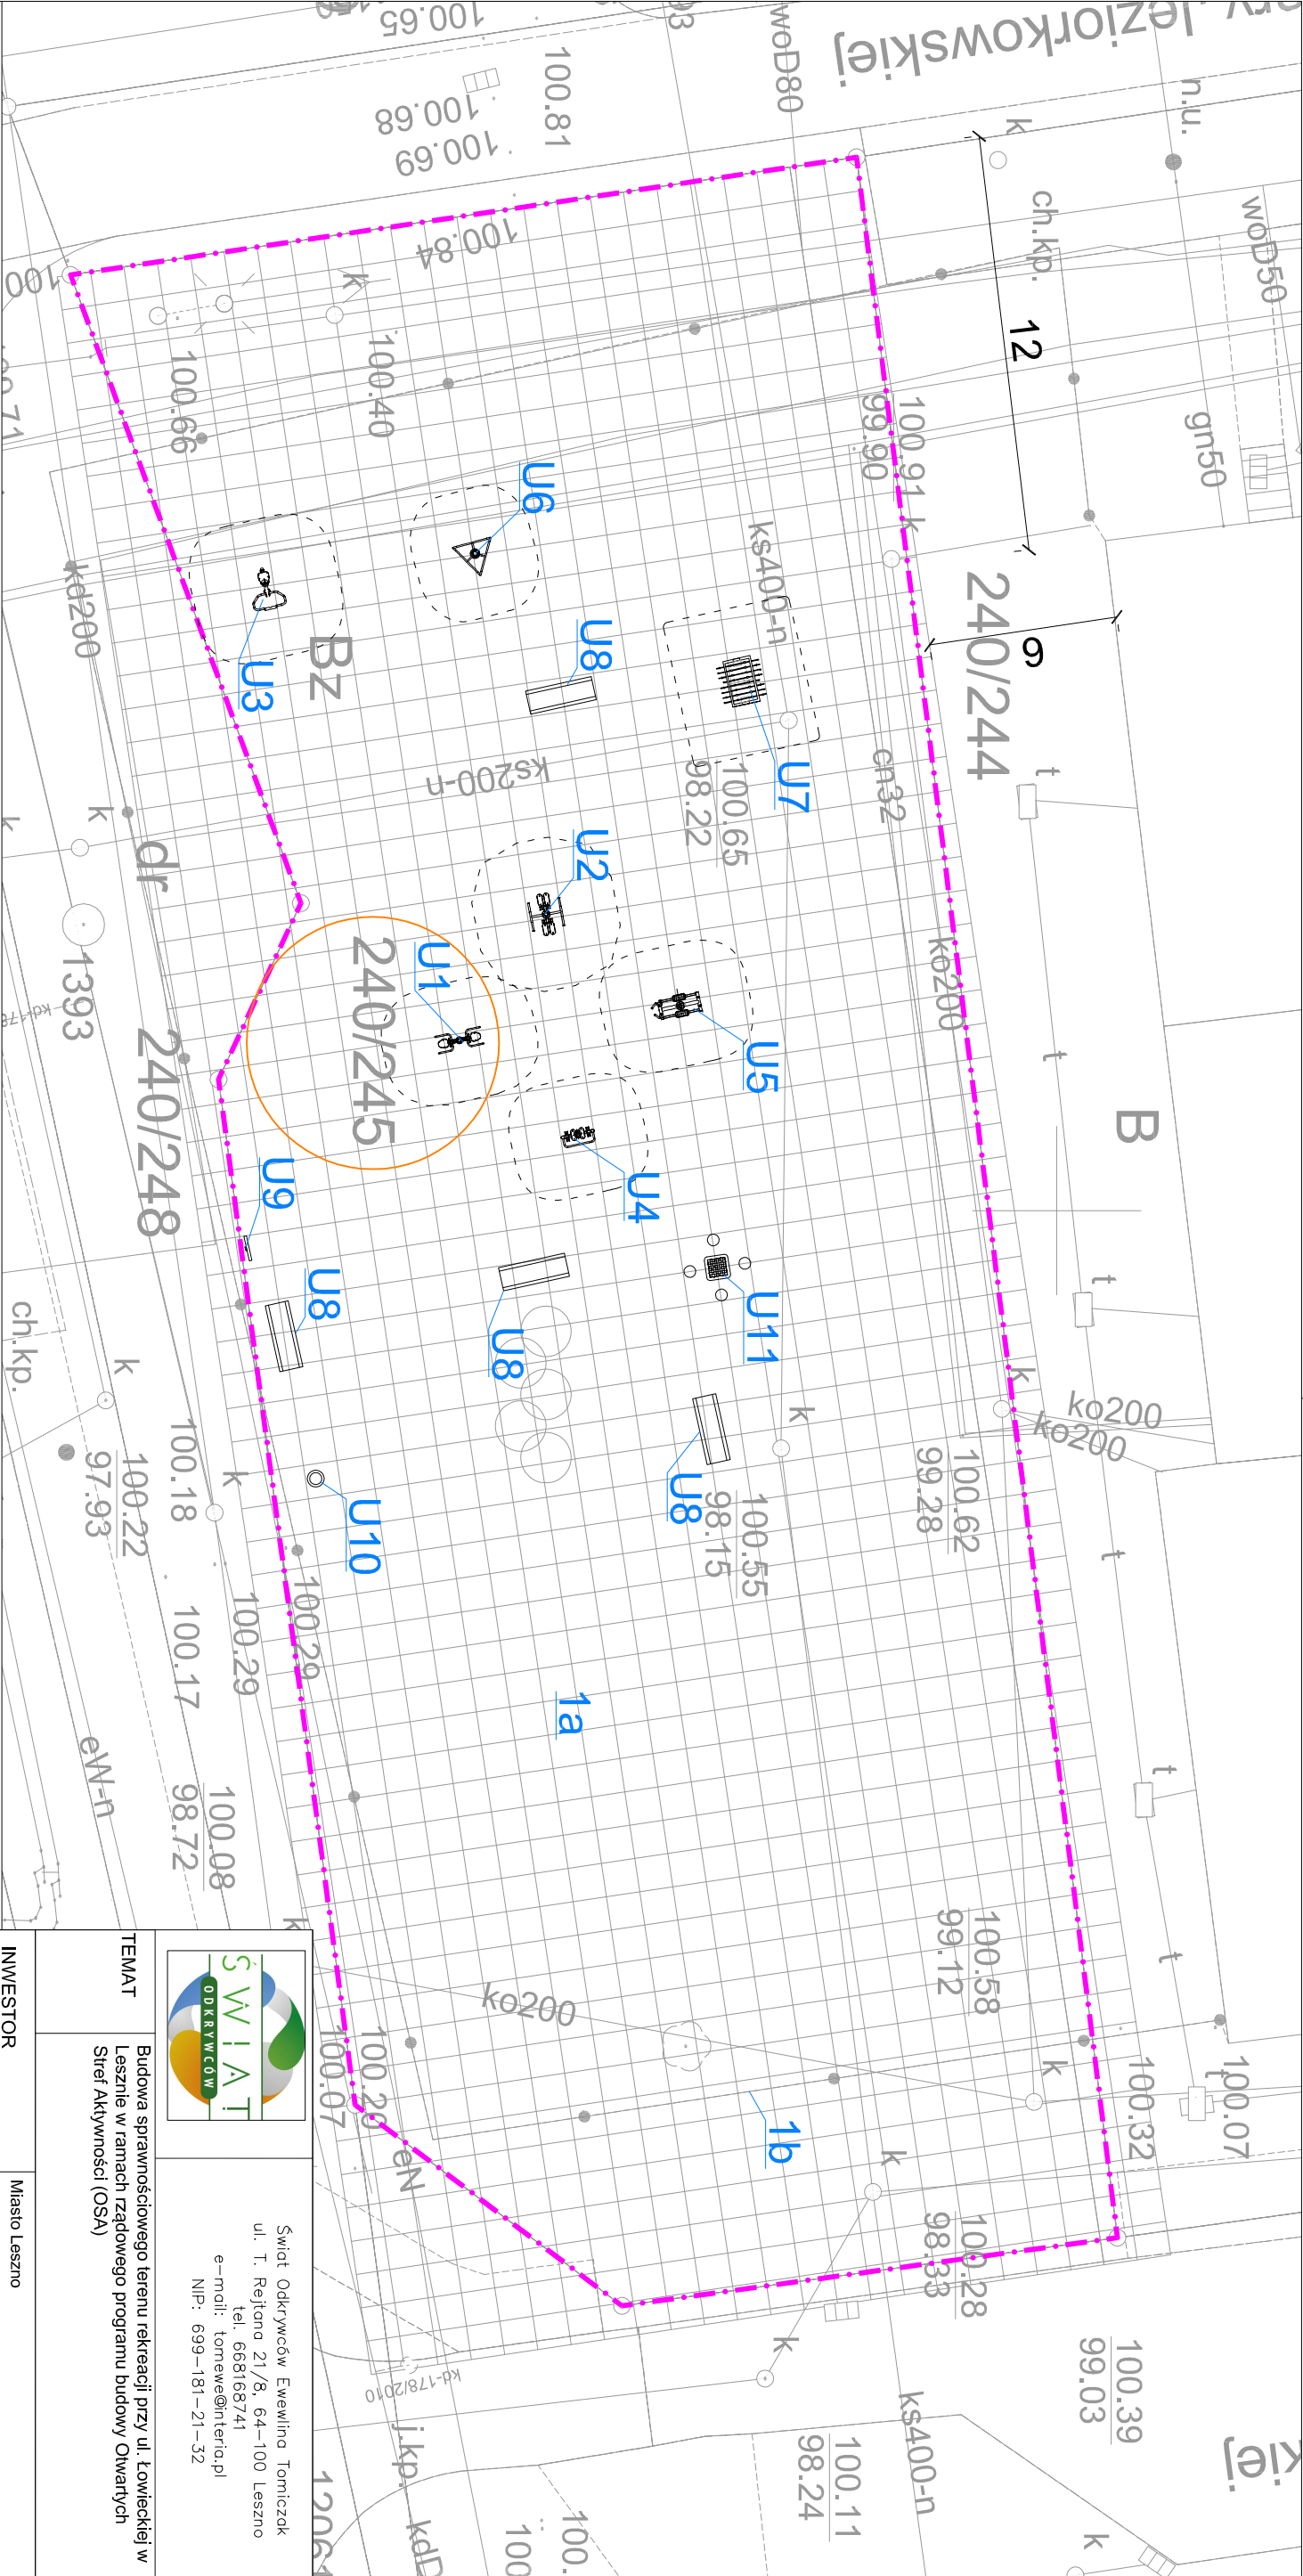 ry Jeziorkowskiej
n.u.
woD80
woD50
k
ch.kp.
gn50
100.65
100.81
100.68
100.69
100.84
12
9
k
100.66
100.40
100.91
99.90
k
240/244
ks400-n
kd200
U6
U3
Bz
U8
U7
ks200-n
100.65
98.22
cn32
t
k
k
dr
1393
240/248
240/245
U2
U1
U5
U4
ko200
t
B
U9
U8
U8
U11
t
k
ko200
ko200
k
U8
U10
ch.kp.
k
k
100.18
100.22
97.93
100.62
99.28
100.55
98.15
t
100.29
100.29
100.17
1a
eW-n
100.08
98.72
t
k
100.58
99.12
t
ko200
100.20
100.07
eN
1b
k
k
t
100.07
100.32
100.28
98.33
k
kd-178/2010
j.kp.
ks400-n
100.39
99.03
100.11
98.24
kiej
k
ŚWIAT
ODKRYWCÓW
Świat Odkrywców Ewewlina Tomiczak
ul. T. Rejtana 21/8, 64-100 Leszno
tel. 668168741
e-mail: tomewe@interia.pl
NIP: 699-181-21-32
TEMAT
Budowa sprawnościowego terenu rekreacji przy ul. Łowieckiej w
Lesznie w ramach rządowego programu budowy Otwartych
Stref Aktywności (OSA)
INWESTOR
Miasto Leszno